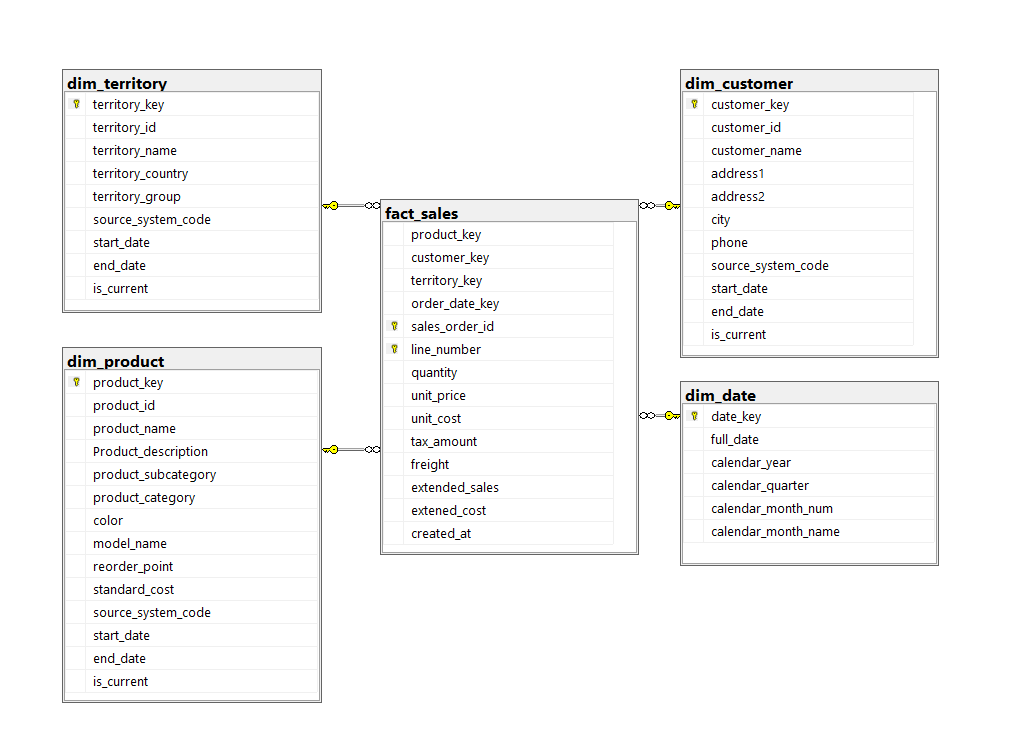 dim_territory
territory_key
territory_id
territory_name
territory_country
territory_group
source_system_code
start_date
end_date
is_current
dim_product
product_key
product_id
product_name
Product_description
product_subcategory
product_category
color
model_name
reorder_point
standard_cost
source_system_code
start_date
end_date
is_current
fact_sales
product_key
customer_key
territory_key
order_date_key
sales_order_id
line_number
quantity
unit_price
unit_cost
tax_amount
freight
extended_sales
extened_cost
created_at
dim_customer
customer_key
customer_id
customer_name
address1
address2
city
phone
source_system_code
start_date
end_date
is_current
dim_date
date_key
full_date
calendar_year
calendar_quarter
calendar_month_num
calendar_month_name